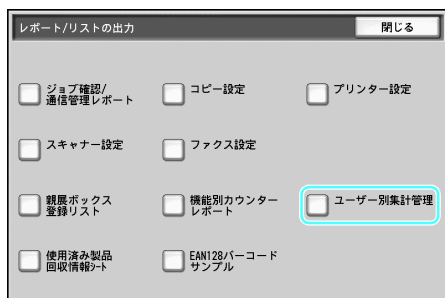 レポート/リストの出力
閉じる
ジョブ確認/
通信管理レポート
コピー設定
プリンター設定
スキャナー設定
ファクス設定
親展ボックス
登録リスト
機能別カウンター
レポート
ユーザー別集計管理
使用済み製品
回収情報シート
EAN128バーコード
サンプル